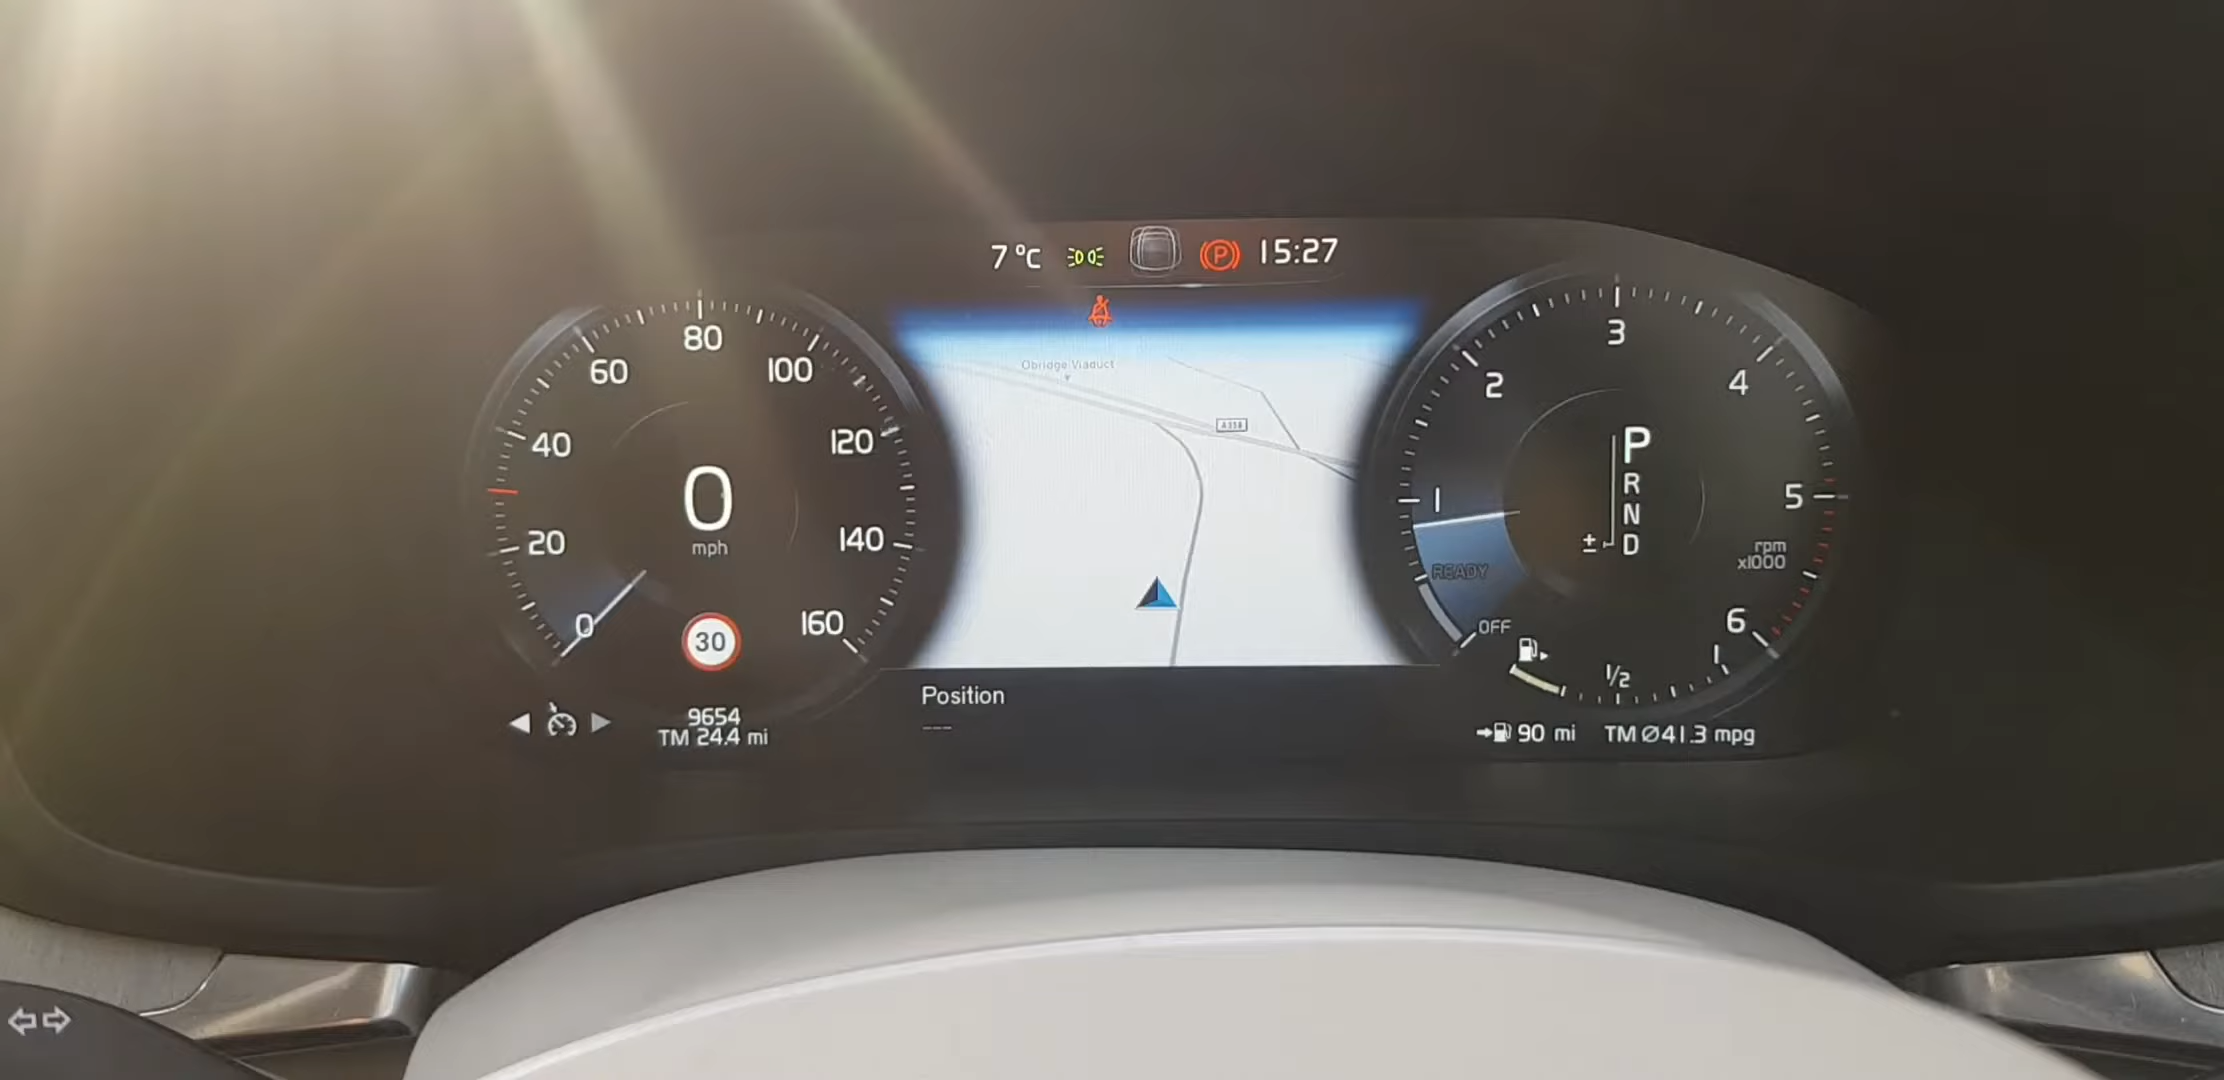 7 °C
P
15:27
0
20
40
60
80
100
120
140
160
0
mph
30
9654
TM 24.4 mi
Obridge Viaduct
A358
Position
---
OFF
READY
1
2
3
4
5
6
rpm
x1000
P
R
N
± D
1/2
1
90 mi
TM Ø41.3 mpg